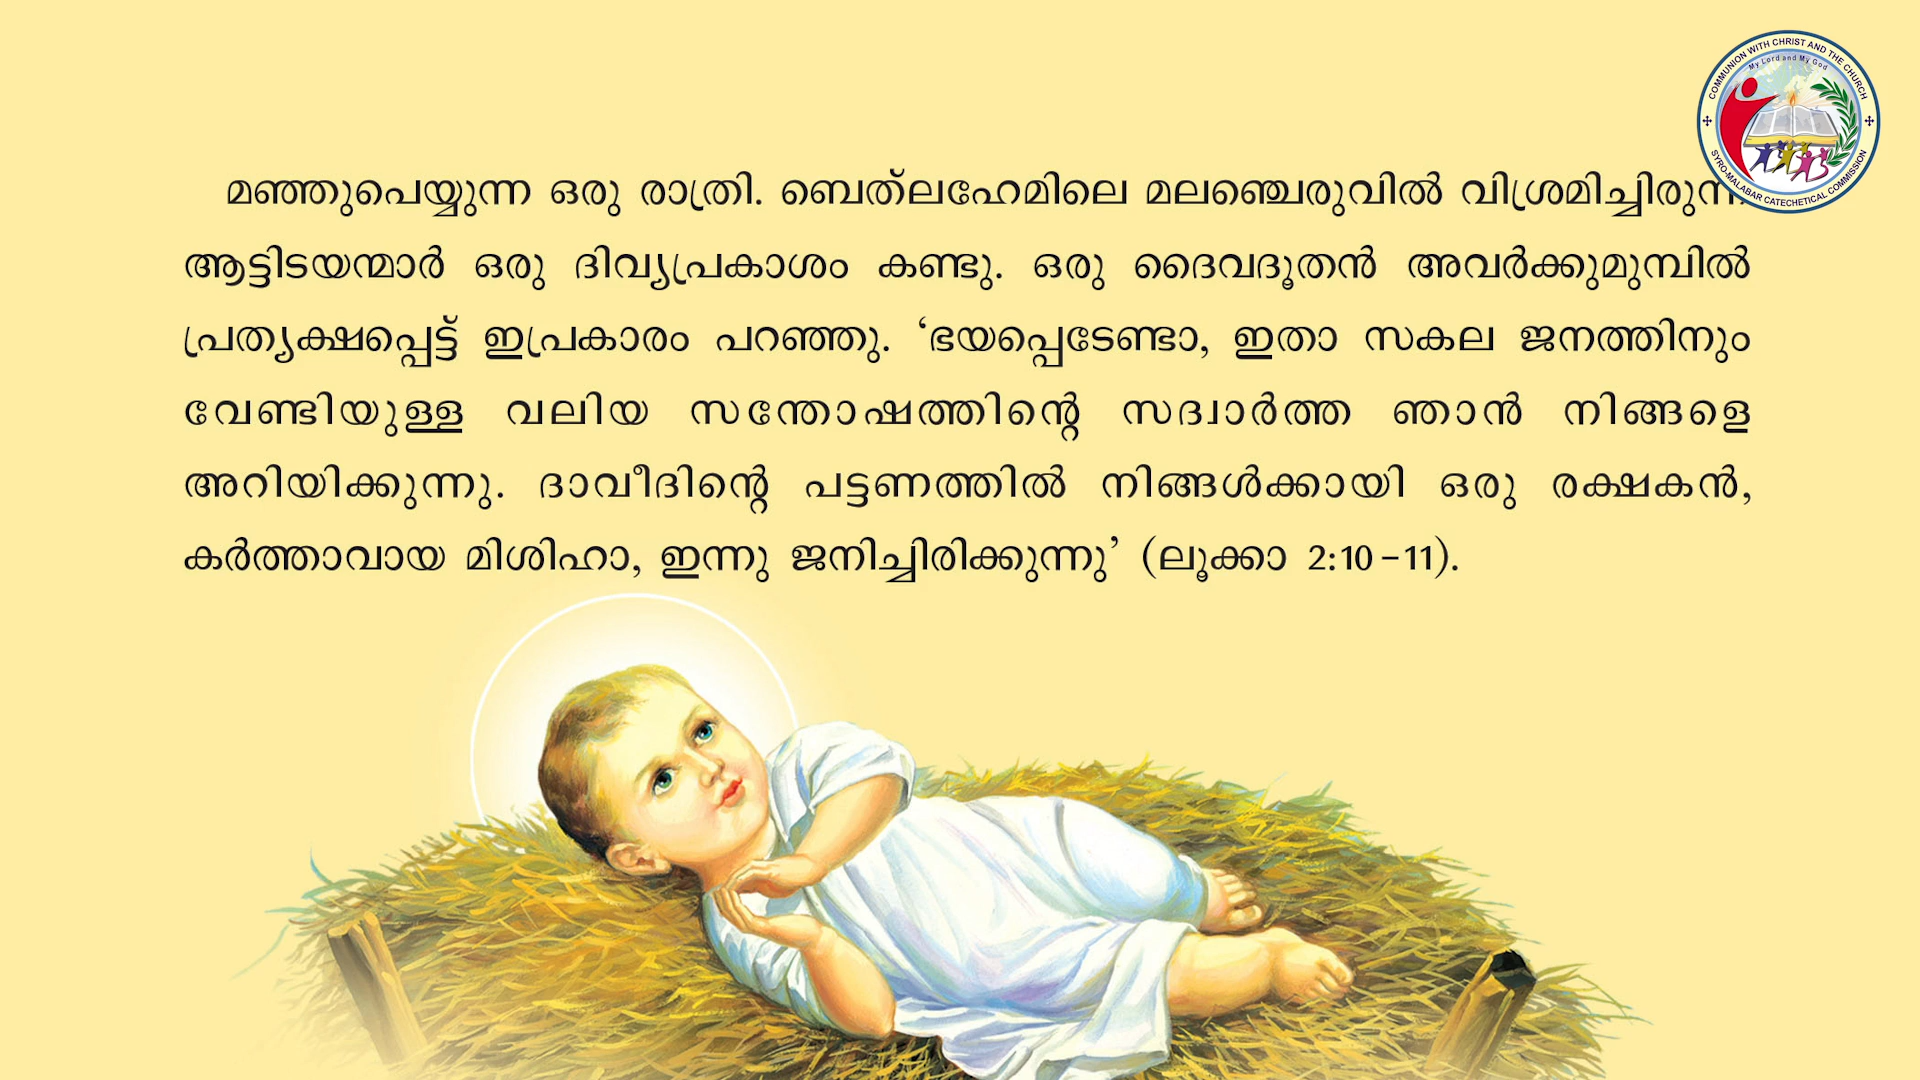 മഞ്ഞുപെയ്യുന്ന ഒരു രാത്രി. ബെത്‌ലഹേമിലെ മലഞ്ചെരുവിൽ
ആട്ടിടയന്മാർ ഒരു ദിവ്യപ്രകാശം കണ്ടു. ഒരു ദൈവദൂതൻ അവർക്കുമുമ്പിൽ
പ്രത്യക്ഷപ്പെട്ട് ഇപ്രകാരം പറഞ്ഞു. ‘ഭയപ്പെടേണ്ടാ, ഇതാ സകല ജനത്തിനും
വേണ്ടിയുള്ള വലിയ സന്തോഷത്തിന്റെ സദ്വാർത്ത ഞാൻ നിങ്ങളെ
അറിയിക്കുന്നു. ദാവീദിന്റെ പട്ടണത്തിൽ നിങ്ങൾക്കായി ഒരു രക്ഷകൻ,
കർത്താവായ മിശിഹാ, ഇന്നു ജനിച്ചിരിക്കുന്നു’ (ലൂക്കാ 2:10-11).
COMMUNION WITH CHRIST AND THE CHURCH
My Lord and My God
SYRO-MALABAR CATECHETICAL COMMISSION